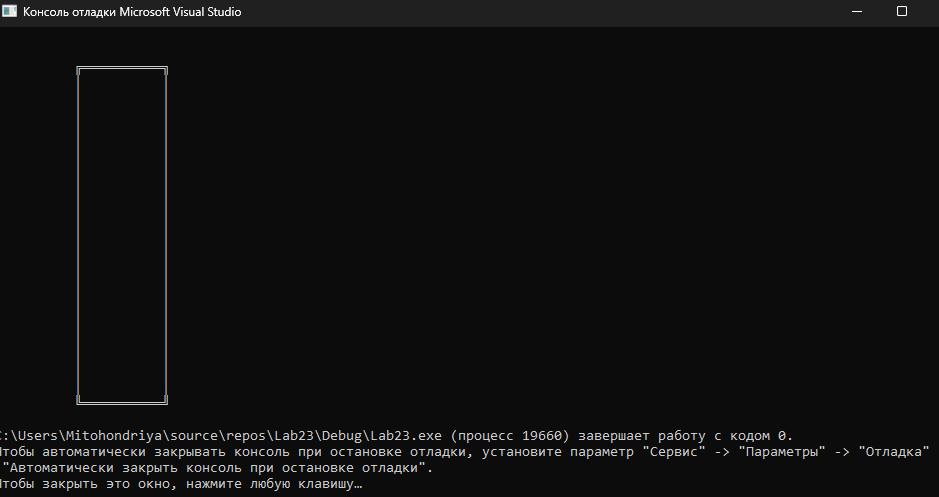 Консоль отладки Microsoft Visual Studio
:\Users\Mitohondriya\source\repos\Lab23\Debug\Lab23.exe (процесс 19660) завершает работу с кодом 0.
Чтобы автоматически закрывать консоль при остановке отладки, установите параметр "Сервис" -> "Параметры" -> "Отладка"
"Автоматически закрыть консоль при остановке отладки".
Чтобы закрыть это окно, нажмите любую клавишу…